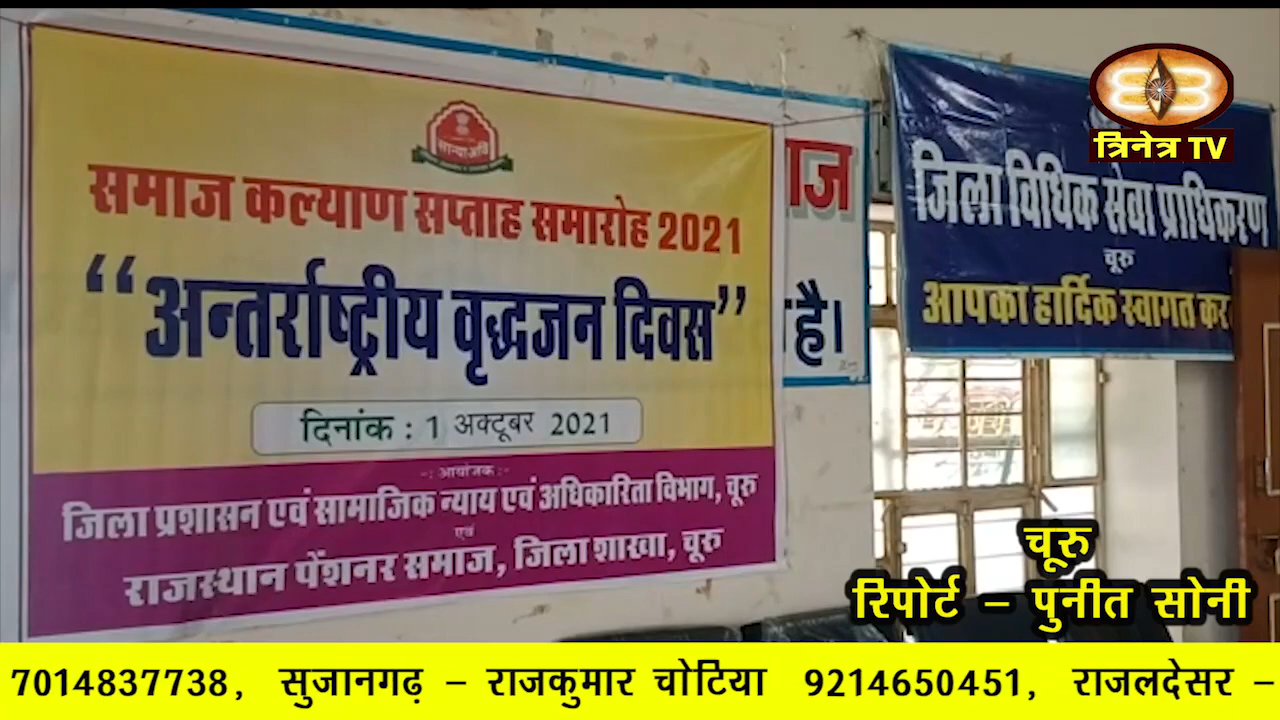 सान्याअवि
समाज कल्याण सप्ताह समारोह 2021
“अन्तर्राष्ट्रीय वृद्धजन दिवस”
दिनांक : 1 अक्टूबर 2021
-: आयोजक :-
जिला प्रशासन एवं सामाजिक न्याय एवं अधिकारिता विभाग, चूरु
एवं
राजस्थान पेंशनर समाज, जिला शाखा, चूरु
है।
जिला विधिक सेवा प्राधिकरण
चूरु
आपका हार्दिक स्वागत कर
त्रिनेत्र TV
चूरु
रिपोर्ट – पुनीत सोनी
7014837738, सुजानगढ़ – राजकुमार चोटिया 9214650451, राजलदेसर –